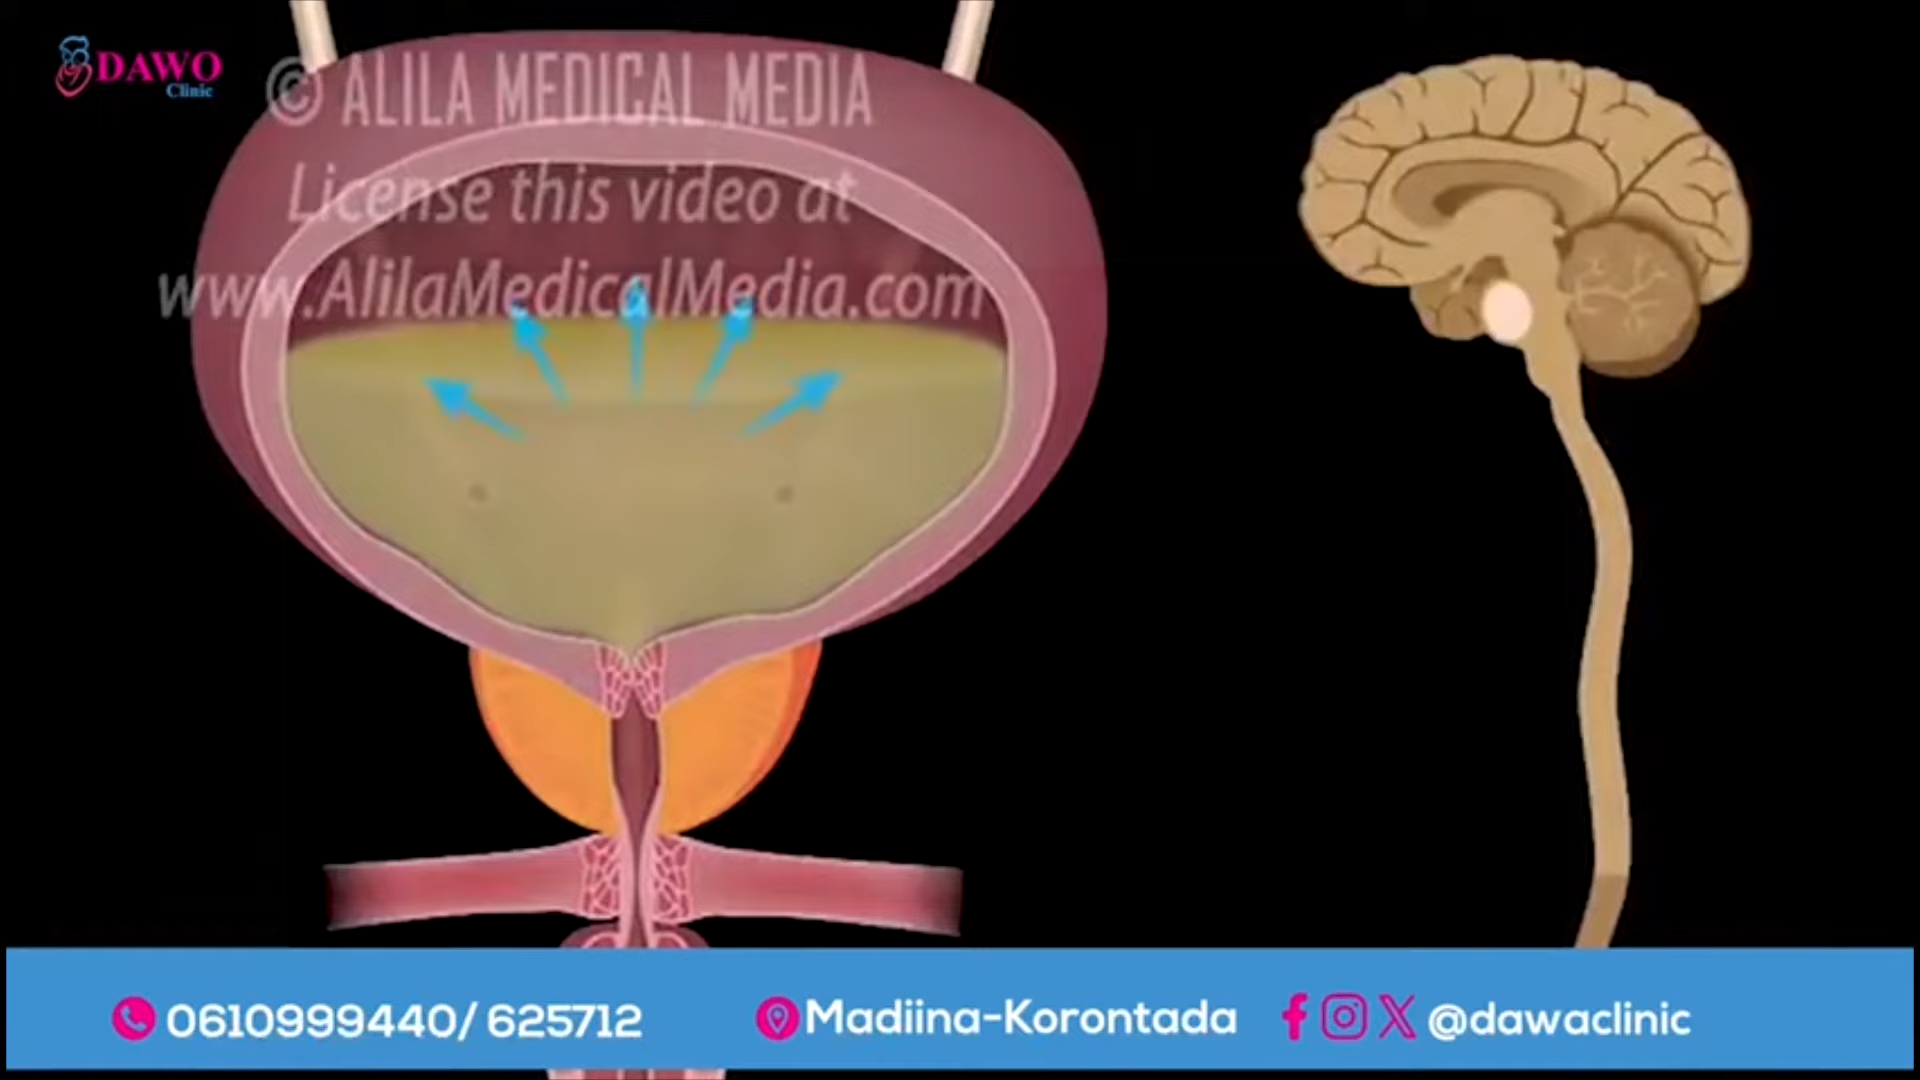 DAWO
Clinic
© ALILA MEDICAL MEDIA
License this video at
www.AlilaMedicalMedia.com
0610999440/ 625712
Madiina-Korontada
@dawaclinic